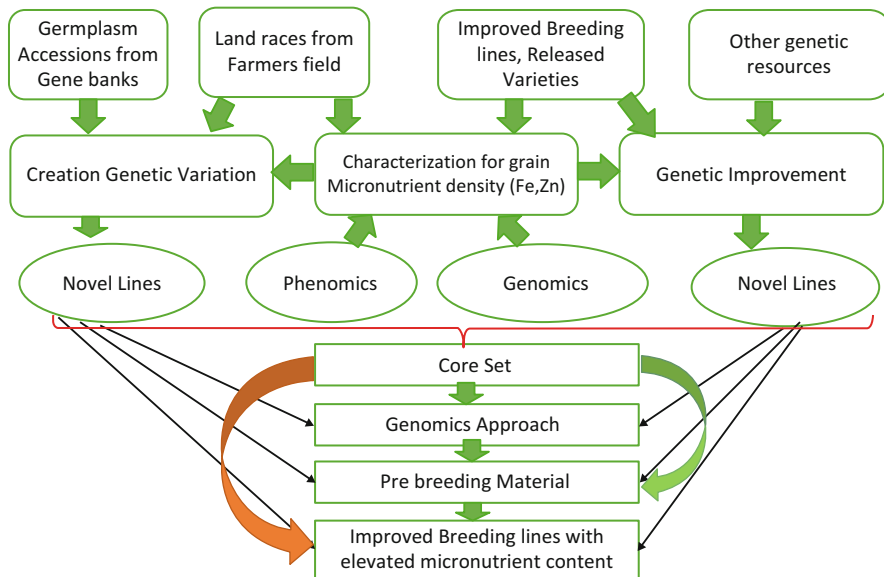 Germplasm
Accessions from
Gene banks
Land races from
Farmers field
Improved Breeding
lines, Released
Varieties
Other genetic
resources
Creation Genetic Variation
Characterization for grain
Micronutrient density (Fe,Zn)
Genetic Improvement
Novel Lines
Phenomics
Genomics
Novel Lines
Core Set
Genomics Approach
Pre breeding Material
Improved Breeding lines with
elevated micronutrient content